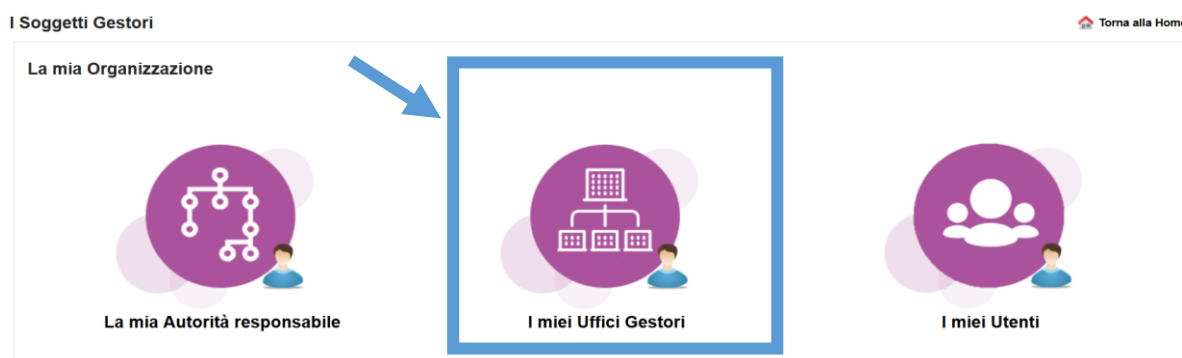 I Soggetti Gestori
Torna alla Home
La mia Organizzazione
La mia Autorità responsabile
I miei Uffici Gestori
I miei Utenti